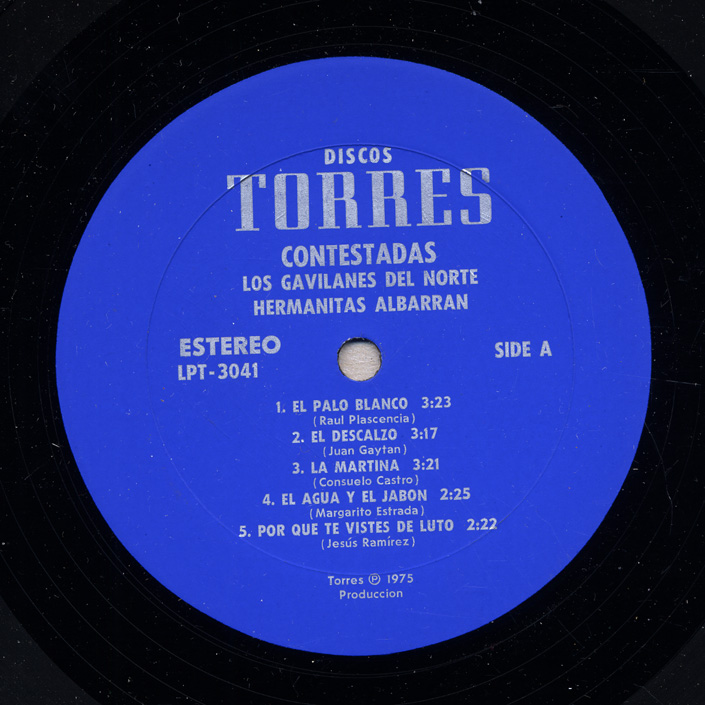 DISCOS
TORRES
CONTESTADAS
LOS GAVILANES DEL NORTE
HERMANITAS ALBARRAN
ESTEREO
LPT-3041
SIDE A
1. EL PALO BLANCO 3:23
(Raul Plascencia)
2. EL DESCALZO 3:17
(Juan Gaytan)
3. LA MARTINA 3:21
(Consuelo Castro)
4. EL AGUA Y EL JABON 2:25
(Margarito Estrada)
5. POR QUE TE VISTES DE LUTO 2:22
(Jesús Ramírez)
Torres ℗ 1975
Produccion